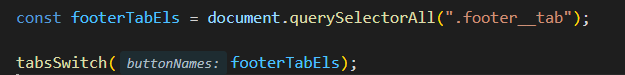 const footerTabEls = document.querySelectorAll(".footer__tab");
tabsSwitch( buttonNames: footerTabEls);